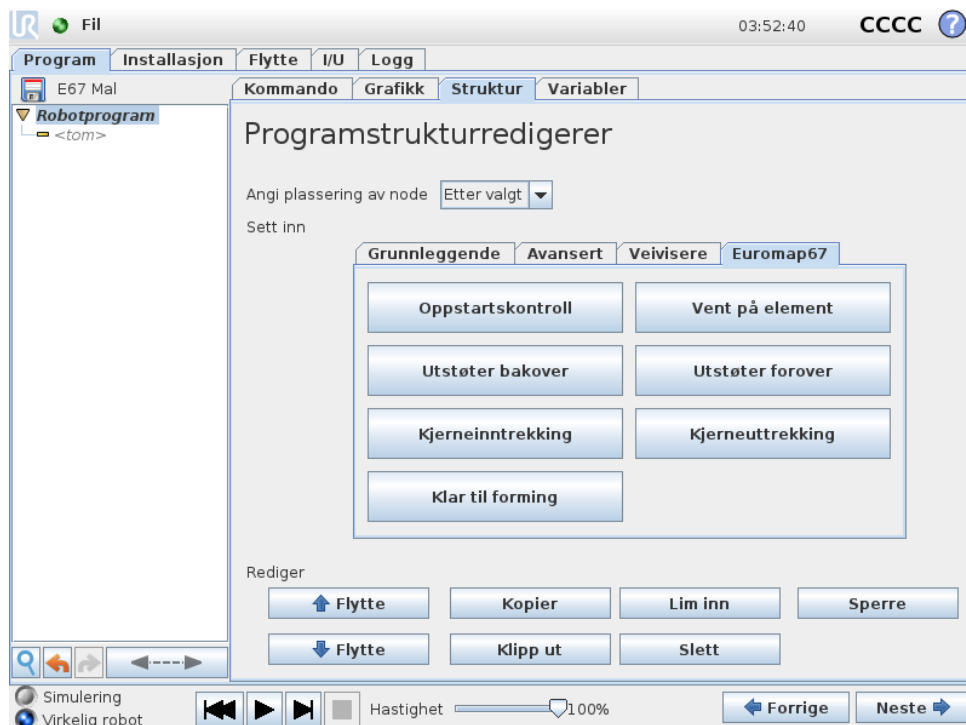 UR Fil 03:52:40 CCCC ?
Program Installasjon Flytte I/U Logg
E67 Mal
Kommando Grafikk Struktur Variabler
Robotprogram
<tom>
Programstrukturredigerer
Angi plassering av node Etter valgt
Sett inn
Grunnleggende Avansert Veivisere Euromap67
Oppstartskontroll Vent på element
Utstøter bakover Utstøter forover
Kjerneinntrekking Kjerneuttrekking
Klar til forming
Rediger
Flytte Kopier Lim inn Sperre
Flytte Klipp ut Slett
Simulering
Virkelig robot
Hastighet 100%
Forrige Neste